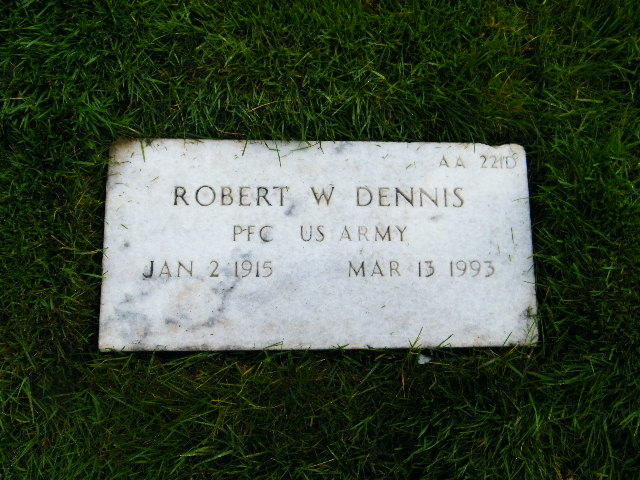 AA 221D
ROBERT W DENNIS
PFC US ARMY
JAN 2 1915 MAR 13 1993